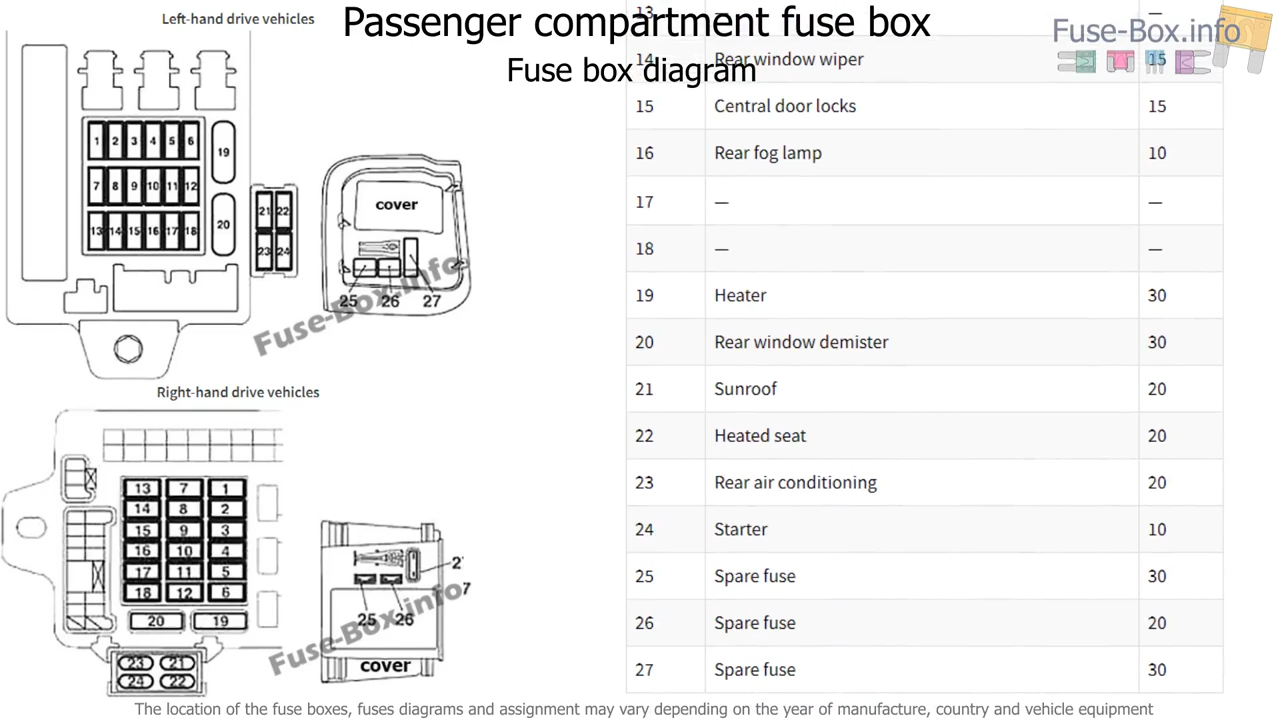 Passenger compartment fuse box
Fuse box diagram
Fuse-Box.info
Left-hand drive vehicles
1 2 3 4 5 6
7 8 9 10 11 12
13 14 15 16 17 18
19
20
21 22
23 24
cover
25 26 27
Fuse-Box.info
Right-hand drive vehicles
13 7 1
14 8 2
15 9 3
16 10 4
17 11 5
18 12 6
20 19
23 21
24 22
2
7
25 26
cover
Fuse-Box.info
13 — —
14 Rear window wiper 15
15 Central door locks 15
16 Rear fog lamp 10
17 — —
18 — —
19 Heater 30
20 Rear window demister 30
21 Sunroof 20
22 Heated seat 20
23 Rear air conditioning 20
24 Starter 10
25 Spare fuse 30
26 Spare fuse 20
27 Spare fuse 30
The location of the fuse boxes, fuses diagrams and assignment may vary depending on the year of manufacture, country and vehicle equipment